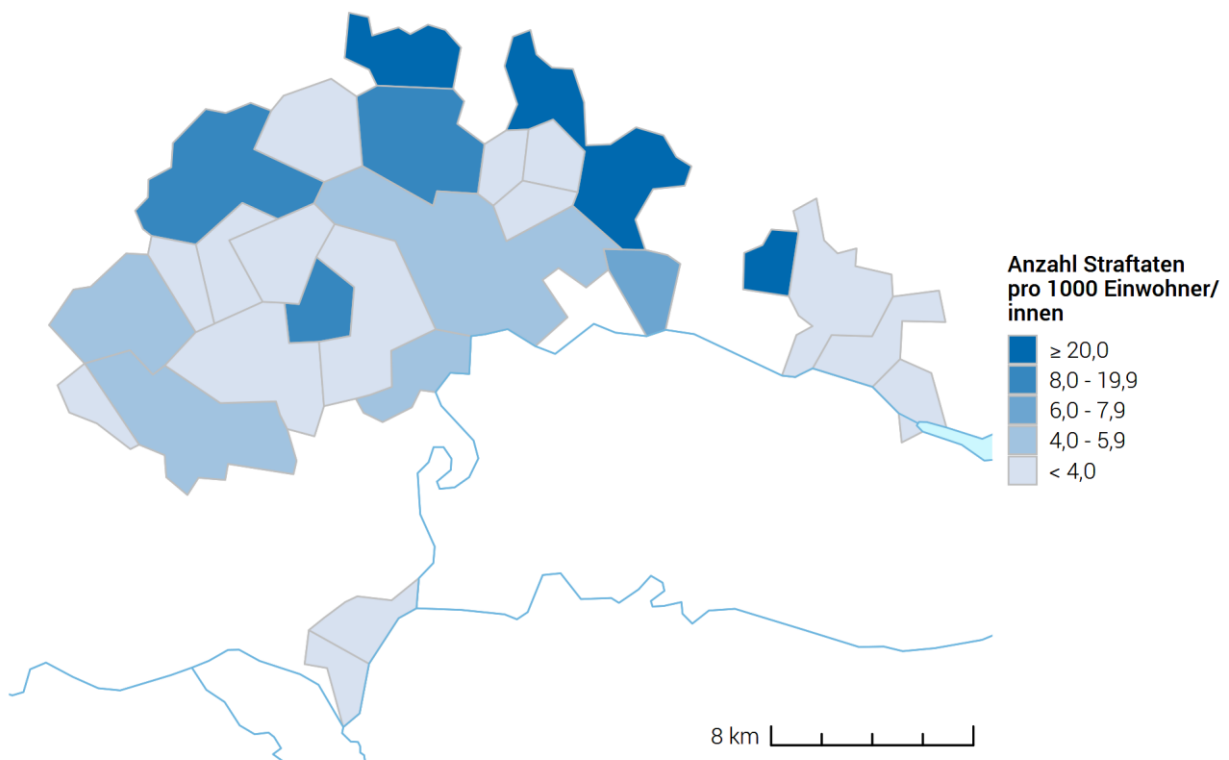 Anzahl Straftaten
pro 1000 Einwohner/
innen
≥ 20,0
8,0 - 19,9
6,0 - 7,9
4,0 - 5,9
< 4,0
8 km